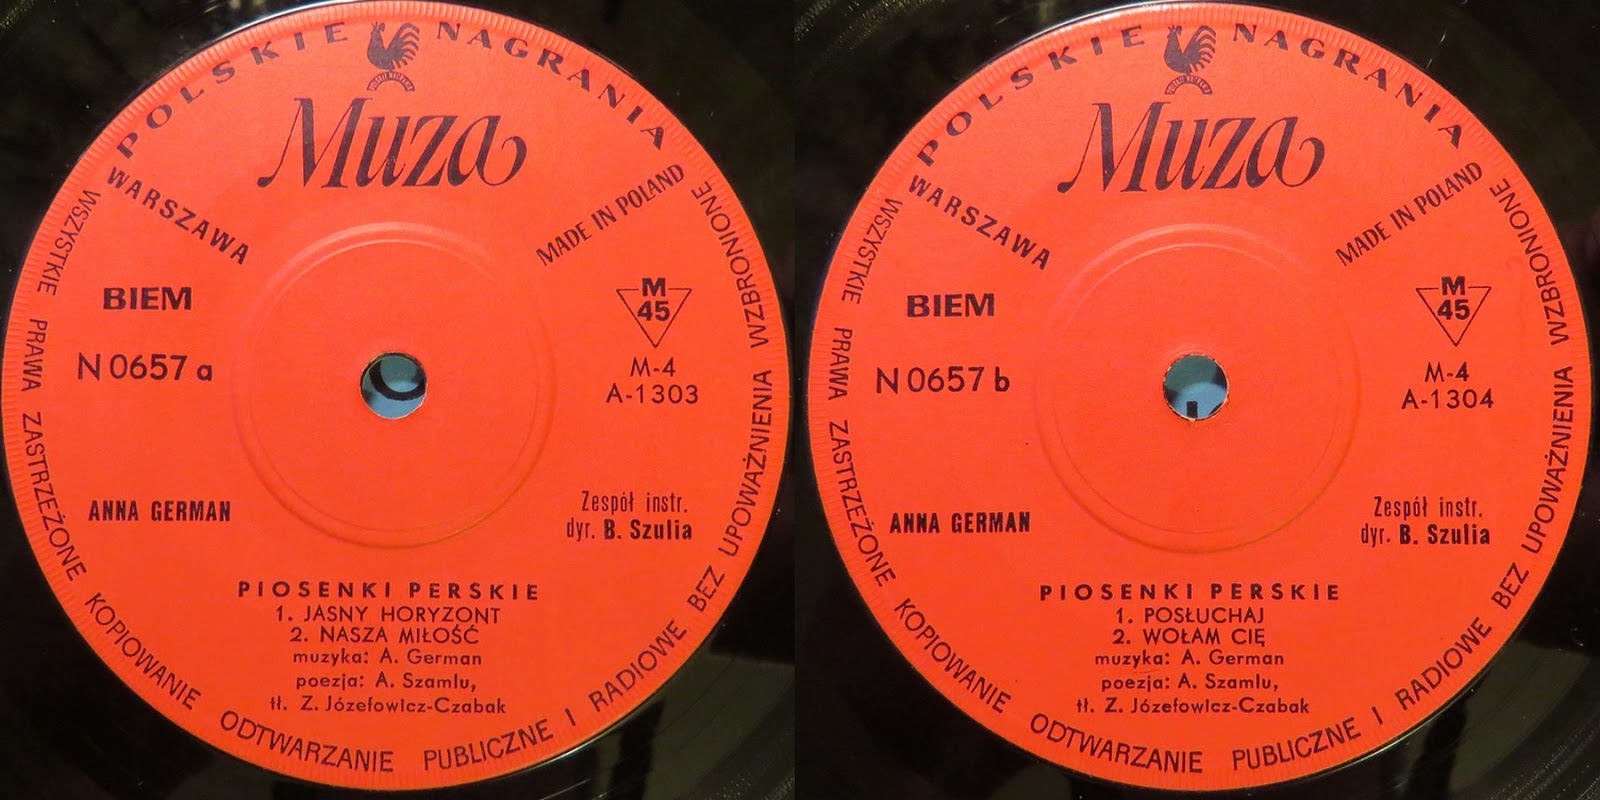 POLSKIE NAGRANIA
Muza
WARSZAWA
MADE IN POLAND
BIEM
M
45
N 0657 a
M-4
A-1303
ANNA GERMAN
Zespół instr.
dyr. B. Szulia
PIOSENKI PERSKIE
1. JASNY HORYZONT
2. NASZA MIŁOŚĆ
muzyka: A. German
poezja: A. Szamlu,
tł. Z. Józefowicz-Czabak
WSZYSTKIE PRAWA ZASTRZEŻONE KOPIOWANIE ODTWARZANIE PUBLICZNE I RADIOWE BEZ UPOWAŻNIENIA WZBRONIONE
POLSKIE NAGRANIA
Muza
WARSZAWA
MADE IN POLAND
BIEM
M
45
N 0657 b
M-4
A-1304
ANNA GERMAN
Zespół instr.
dyr. B. Szulia
PIOSENKI PERSKIE
1. POSŁUCHAJ
2. WOŁAM CIĘ
muzyka: A. German
poezja: A. Szamlu,
tł. Z. Józefowicz-Czabak
WSZYSTKIE PRAWA ZASTRZEŻONE KOPIOWANIE ODTWARZANIE PUBLICZNE I RADIOWE BEZ UPOWAŻNIENIA WZBRONIONE